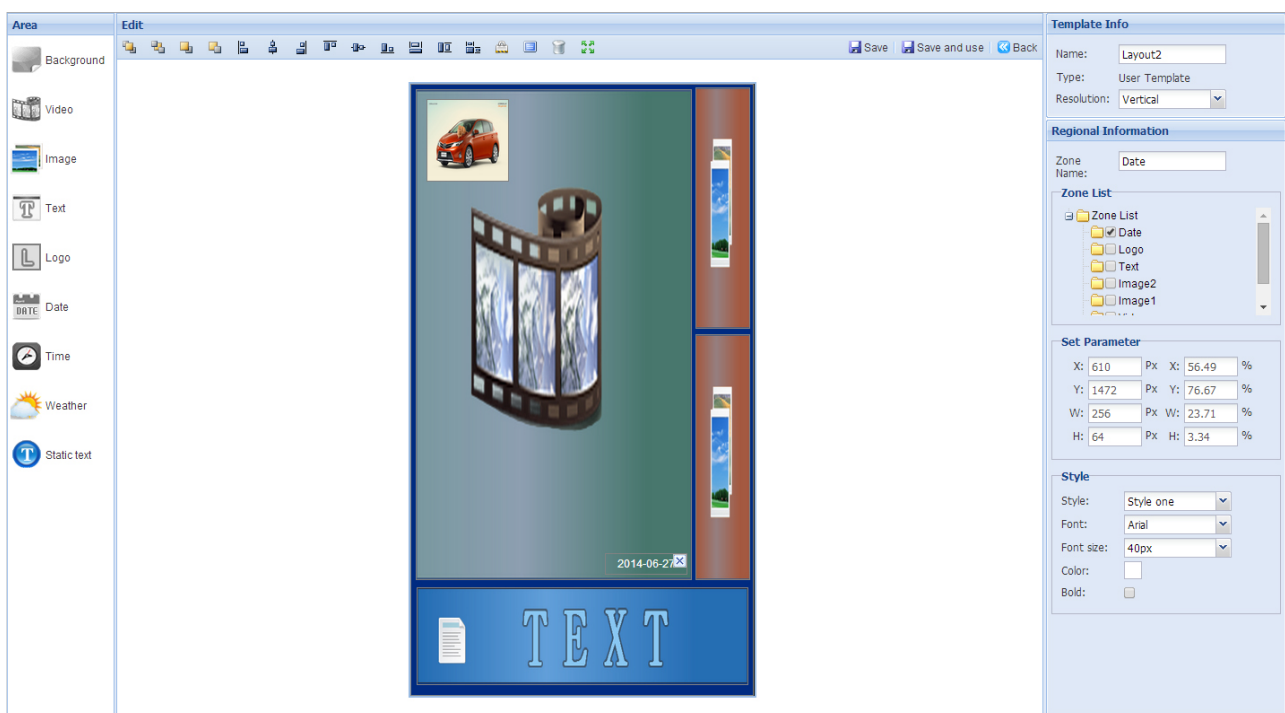 Area
Background
Video
Image
Text
Logo
DATE Date
Time
Weather
Static text
Edit
Save Save and use Back
TEXT
2014-06-27
Template Info
Name: Layout2
Type: User Template
Resolution: Vertical
Regional Information
Zone Name: Date
Zone List
Zone List
Date
Logo
Text
Image2
Image1
Set Parameter
X: 610 Px X: 56.49 %
Y: 1472 Px Y: 76.67 %
W: 256 Px W: 23.71 %
H: 64 Px H: 3.34 %
Style
Style: Style one
Font: Arial
Font size: 40px
Color:
Bold: